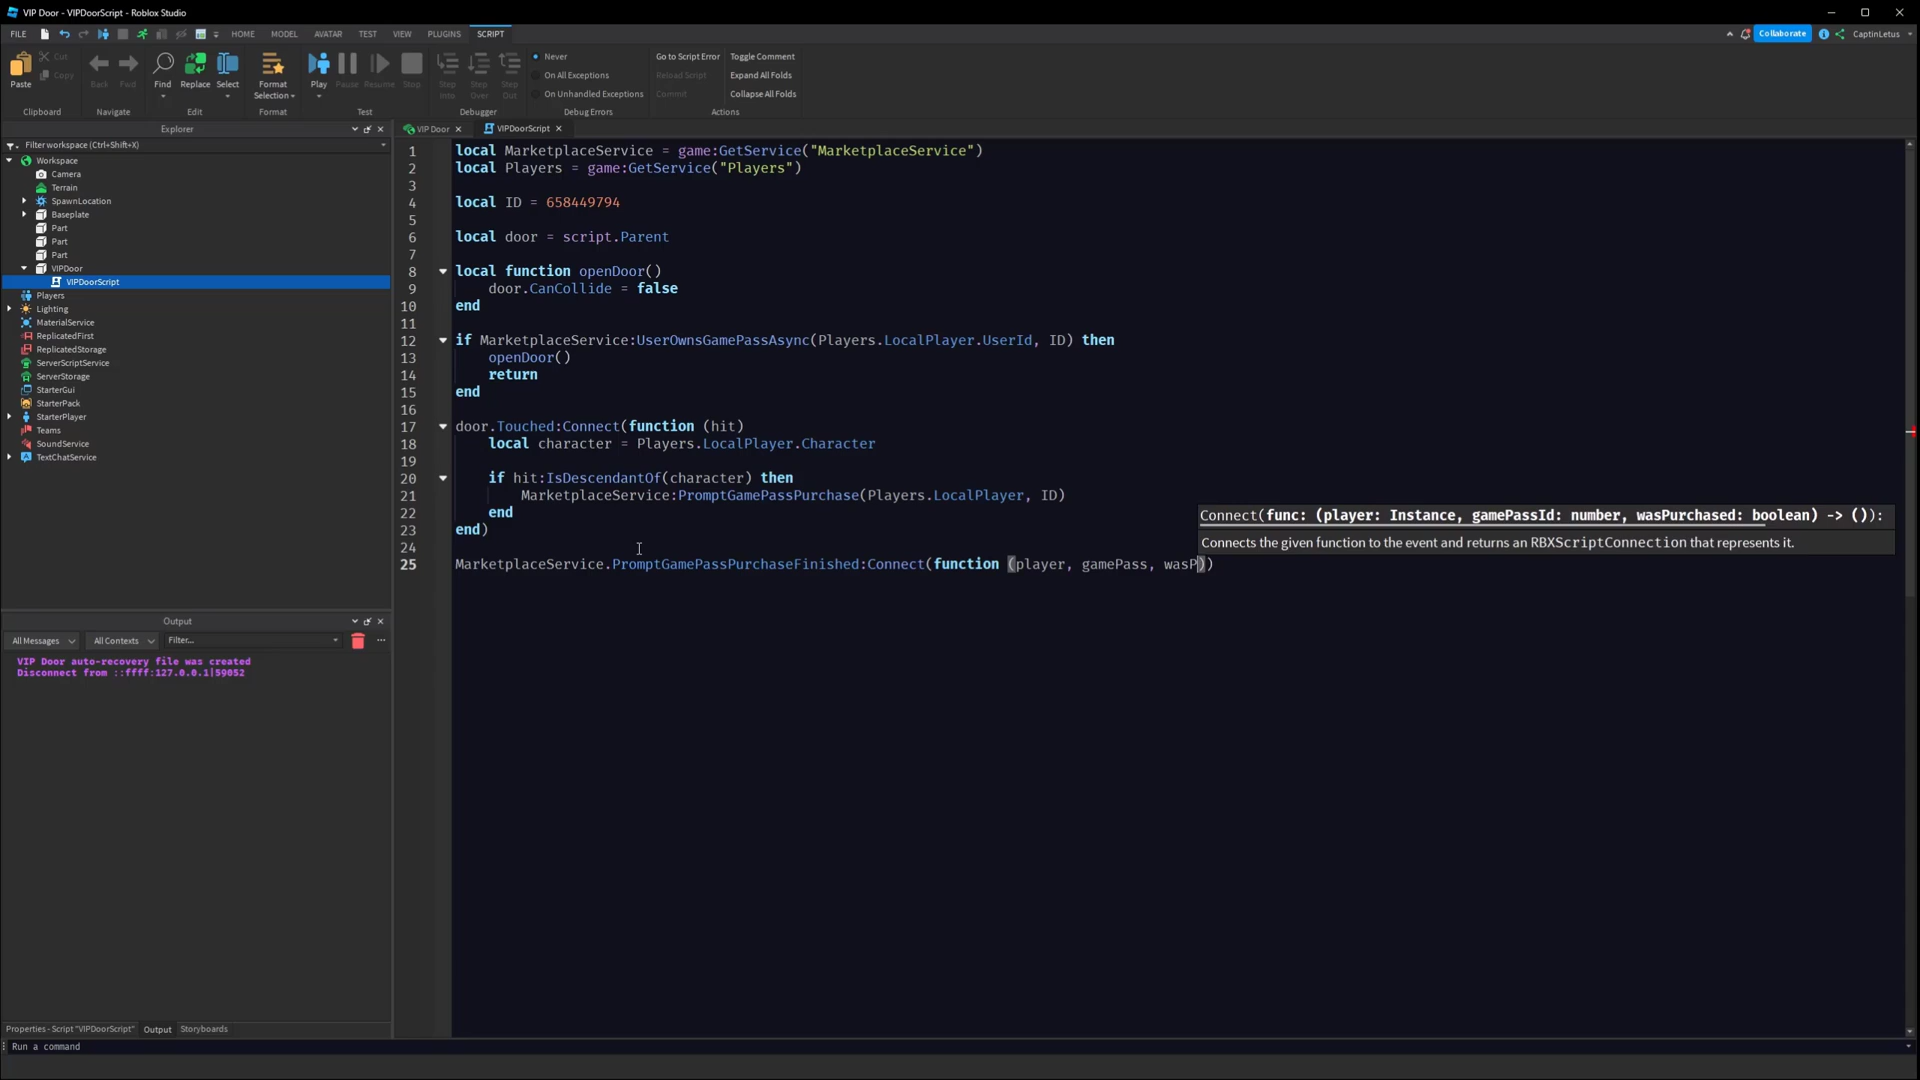 VIP Door - VIPDoorScript - Roblox Studio
FILE HOME MODEL AVATAR TEST VIEW PLUGINS SCRIPT Collaborate CaptinLetus
Paste Cut Copy Back Fwd Find Replace Select Format Selection Play Pause Resume Stop Step Into Step Over Step Out
Never Go to Script Error Toggle Comment
On All Exceptions Reload Script Expand All Folds
On Unhandled Exceptions Commit Collapse All Folds
Clipboard Navigate Edit Format Test Debugger Debug Errors Actions
Explorer
VIP Door VIPDoorScript
Filter workspace (Ctrl+Shift+X)
Workspace
Camera
Terrain
SpawnLocation
Baseplate
Part
Part
Part
VIPDoor
VIPDoorScript
Players
Lighting
MaterialService
ReplicatedFirst
ReplicatedStorage
ServerScriptService
ServerStorage
StarterGui
StarterPack
StarterPlayer
Teams
SoundService
TextChatService
1 local MarketplaceService = game:GetService("MarketplaceService")
2 local Players = game:GetService("Players")
3
4 local ID = 658449794
5
6 local door = script.Parent
7
8 local function openDoor()
9 door.CanCollide = false
10 end
11
12 if MarketplaceService:UserOwnsGamePassAsync(Players.LocalPlayer.UserId, ID) then
13 openDoor()
14 return
15 end
16
17 door.Touched:Connect(function (hit)
18 local character = Players.LocalPlayer.Character
19
20 if hit:IsDescendantOf(character) then
21 MarketplaceService:PromptGamePassPurchase(Players.LocalPlayer, ID)
22 end
23 end)
24
25 MarketplaceService.PromptGamePassPurchaseFinished:Connect(function (player, gamePass, wasP))
Connect(func: (player: Instance, gamePassId: number, wasPurchased: boolean) -> ()):
Connects the given function to the event and returns an RBXScriptConnection that represents it.
Output
All Messages All Contexts Filter...
VIP Door auto-recovery file was created
Disconnect from ::ffff:127.0.0.1|59052
Properties - Script "VIPDoorScript" Output Storyboards
Run a command